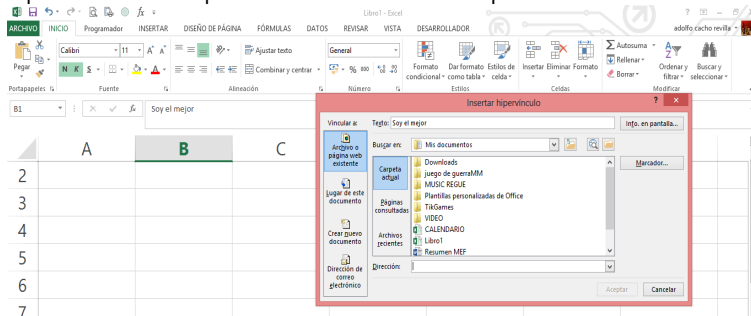 Libro1 - Excel
ARCHIVO INICIO Programador INSERTAR DISEÑO DE PÁGINA FÓRMULAS DATOS REVISAR VISTA DESARROLLADOR adolfo cacho revilla
Pegar
Calibri 11 A A
N K S A
Ajustar texto
Combinar y centrar
General
% 000
Formato condicional
Dar formato como tabla
Estilos de celda
Insertar Eliminar Formato
Autosuma
Rellenar
Borrar
Ordenar y filtrar
Buscar y seleccionar
Portapapeles Fuente Alineación Número Estilos Celdas Modificar
B1 fx Soy el mejor
A B C
2
3
4
5
6
7
Insertar hipervínculo ? ×
Vincular a:
Texto: Soy el mejor
Info. en pantalla...
Archivo o página web existente
Lugar de este documento
Crear nuevo documento
Dirección de correo electrónico
Buscar en: Mis documentos
Carpeta actual
Páginas consultadas
Archivos recientes
Downloads
juego de guerraMM
MUSIC REGUE
Plantillas personalizadas de Office
TikGames
VIDEO
CALENDARIO
Libro1
Resumen MEF
Marcador...
Dirección:
Aceptar Cancelar